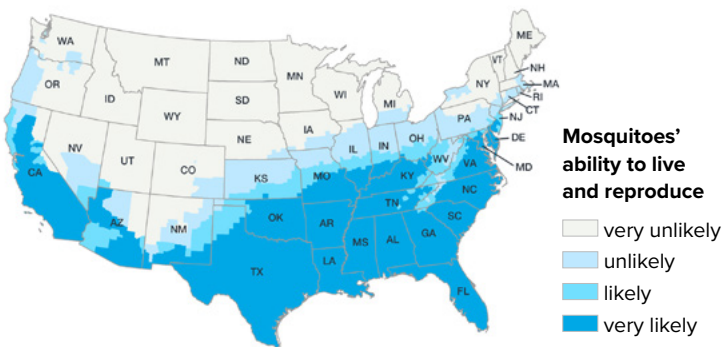 ME
WA
VT
NH
MT
ND
MN
OR
NY
MA
ID
SD
WI
MI
RI
WY
CT
PA
NJ
IA
NE
OH
DE
NV
IL
IN
UT
WV
MD
CO
VA
CA
KS
MO
KY
NC
TN
AZ
NM
OK
AR
SC
MS
AL
GA
TX
LA
FL
Mosquitoes’
ability to live
and reproduce
very unlikely
unlikely
likely
very likely